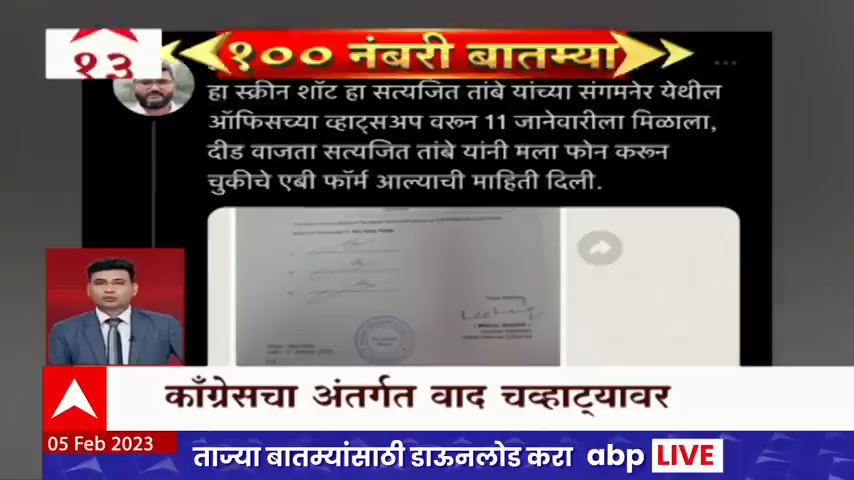 १३
१०० नंबरी बातम्या
हा स्क्रीन शॉट हा सत्यजित तांबे यांच्या संगमनेर येथील
ऑफिसच्या व्हाट्सअप वरून 11 जानेवारीला मिळाला,
दीड वाजता सत्यजित तांबे यांनी मला फोन करून
चुकीचे एबी फॉर्म आल्याची माहिती दिली.
काँग्रेसचा अंतर्गत वाद चव्हाट्यावर
05 Feb 2023
ताज्या बातम्यांसाठी डाऊनलोड करा abp LIVE